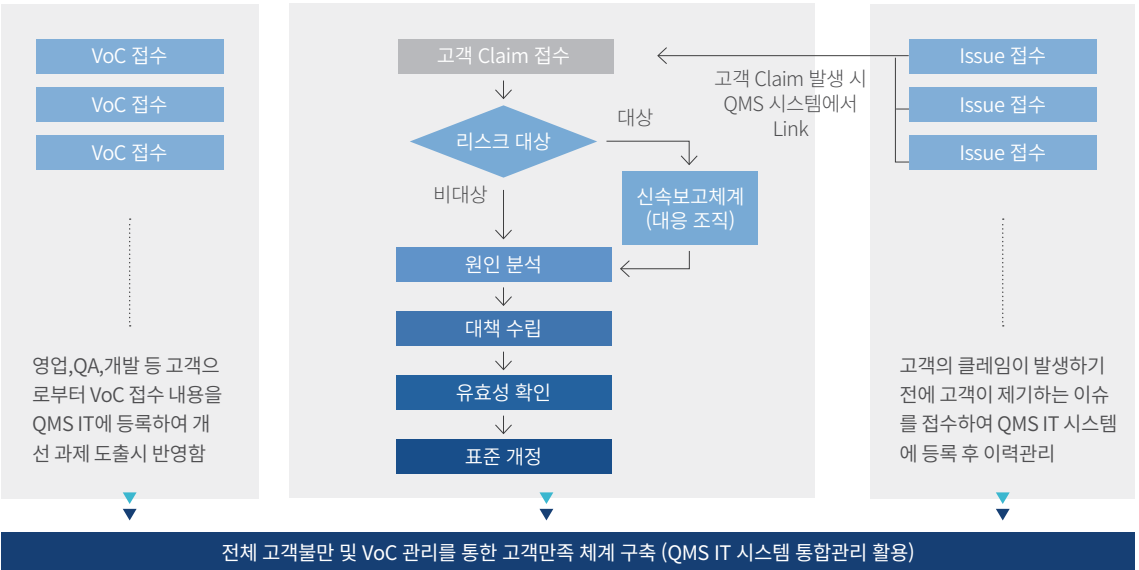 VoC 접수
VoC 접수
VoC 접수
영업,QA,개발 등 고객으
로부터 VoC 접수 내용을
QMS IT에 등록하여 개
선 과제 도출시 반영함
고객 Claim 접수
리스크 대상
대상
비대상
신속보고체계
(대응 조직)
원인 분석
대책 수립
유효성 확인
표준 개정
고객 Claim 발생 시
QMS 시스템에서
Link
Issue 접수
Issue 접수
Issue 접수
고객의 클레임이 발생하기
전에 고객이 제기하는 이슈
를 접수하여 QMS IT 시스템
에 등록 후 이력관리
전체 고객불만 및 VoC 관리를 통한 고객만족 체계 구축 (QMS IT 시스템 통합관리 활용)